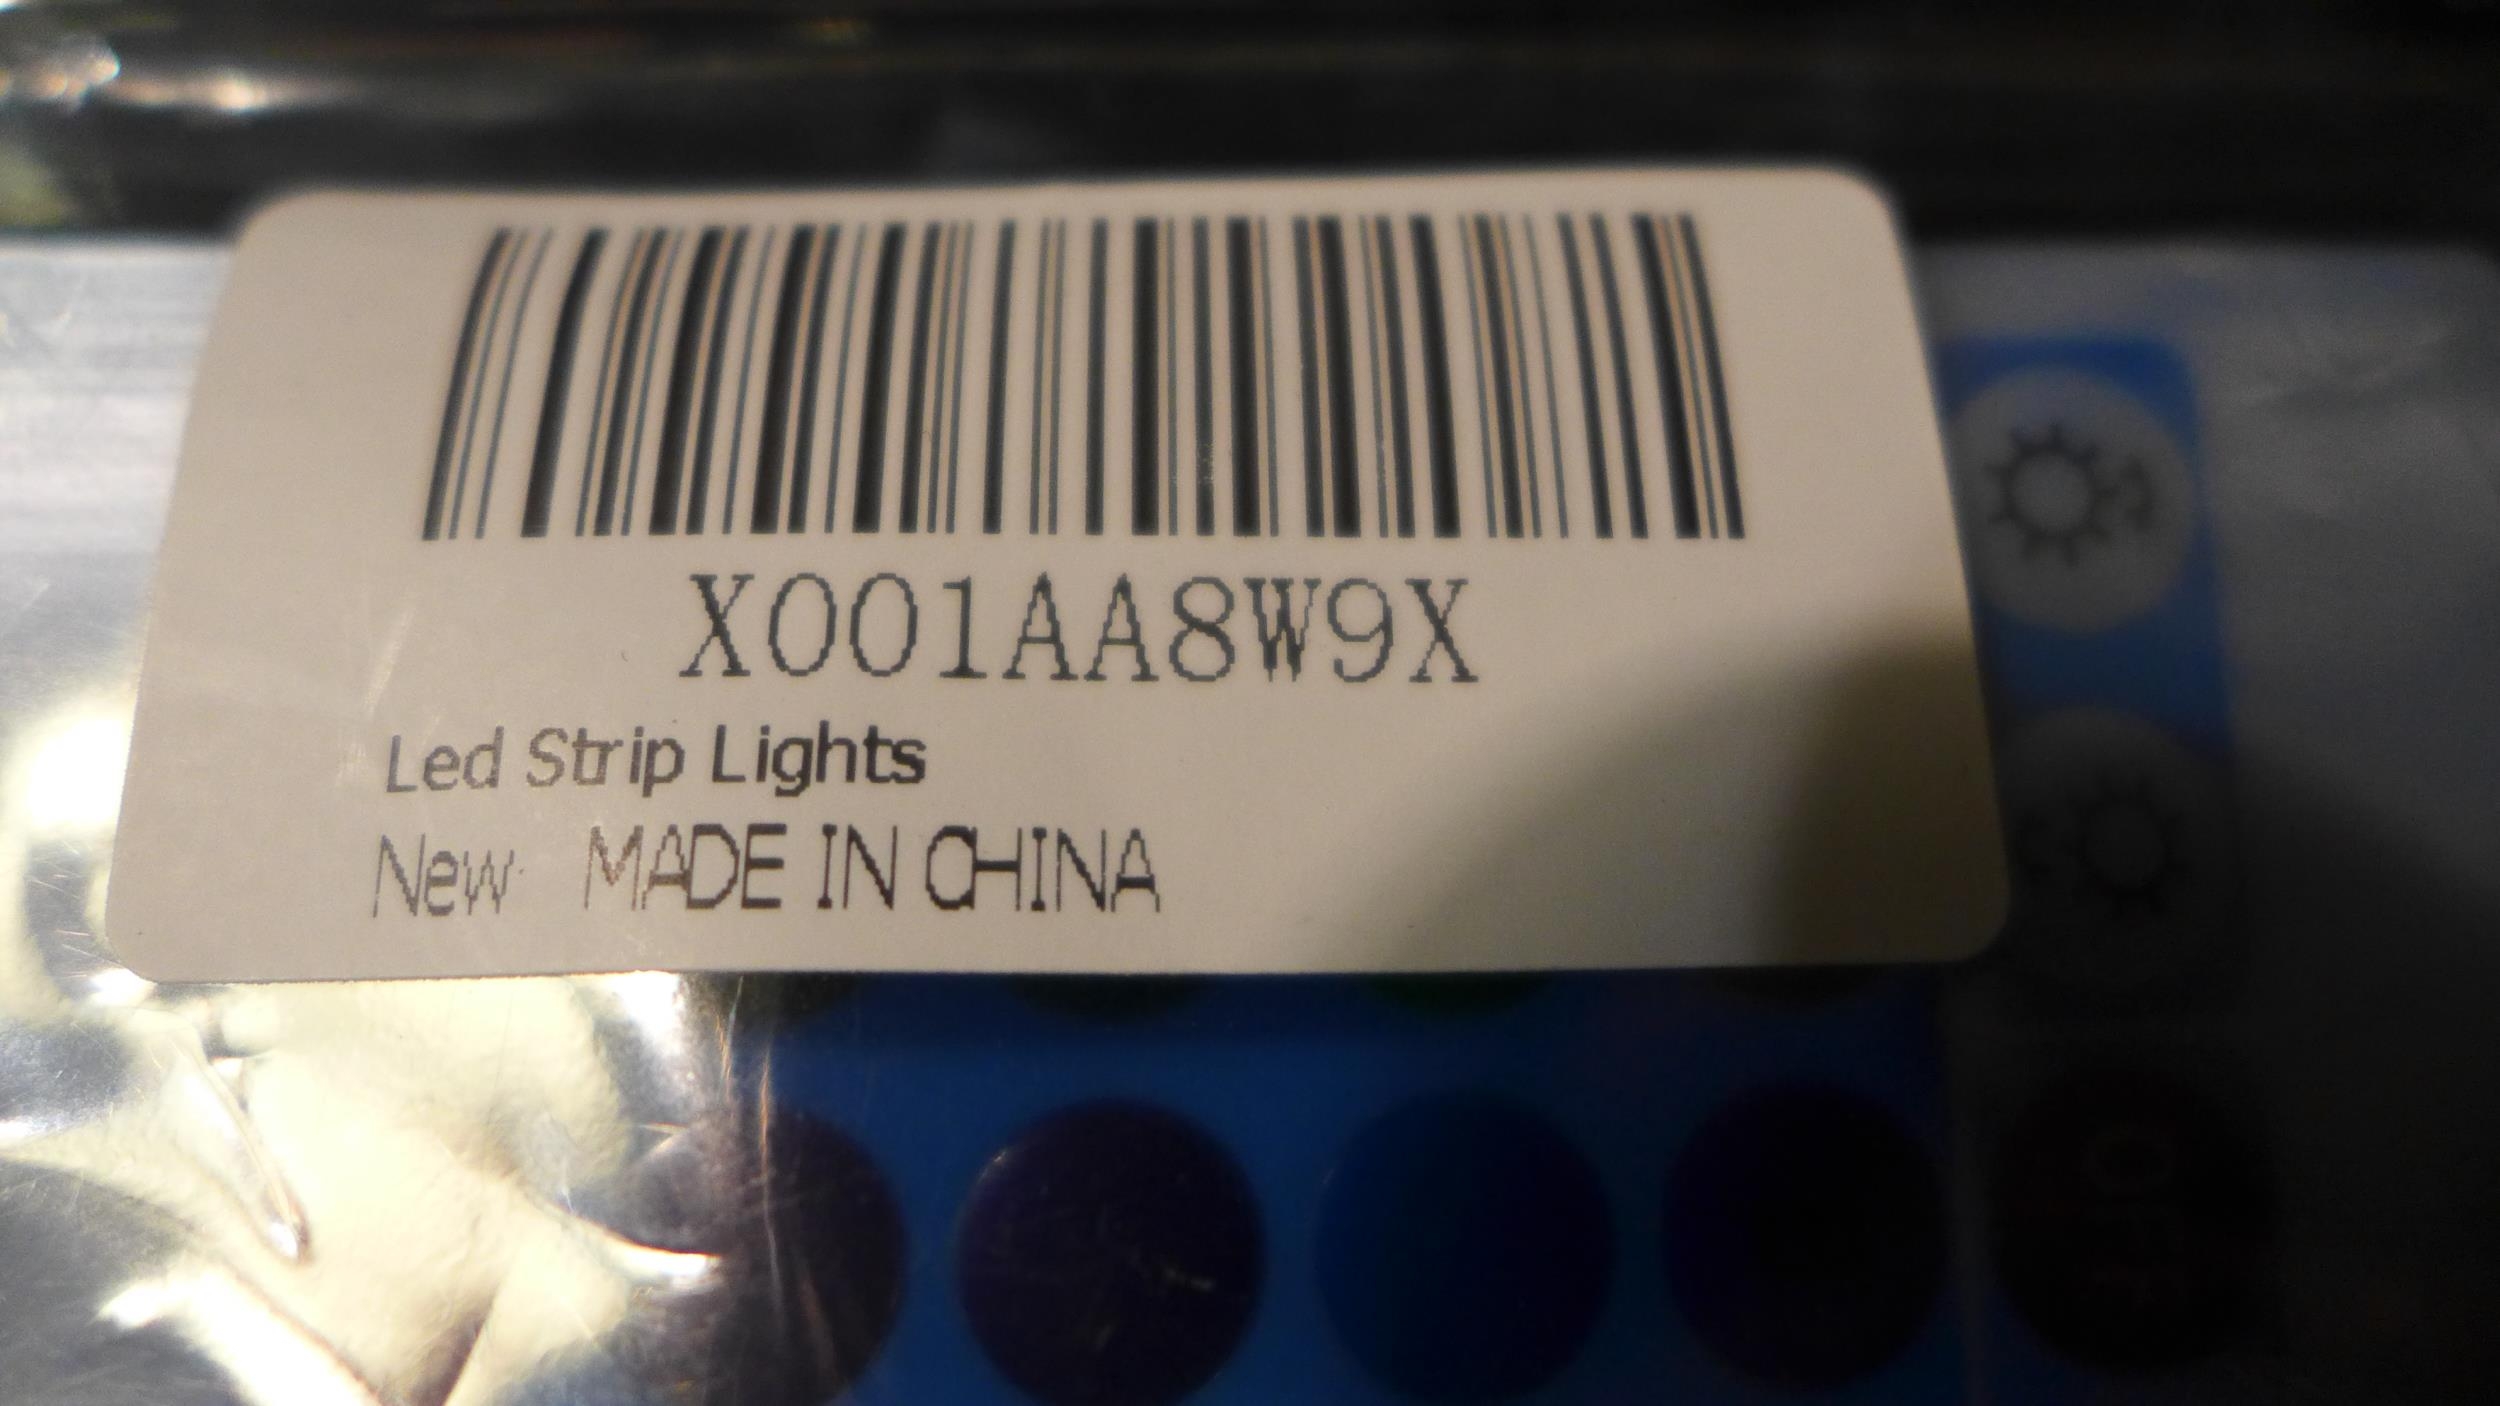 X001AA8W9X
Led Strip Lights
New MADE IN CHINA